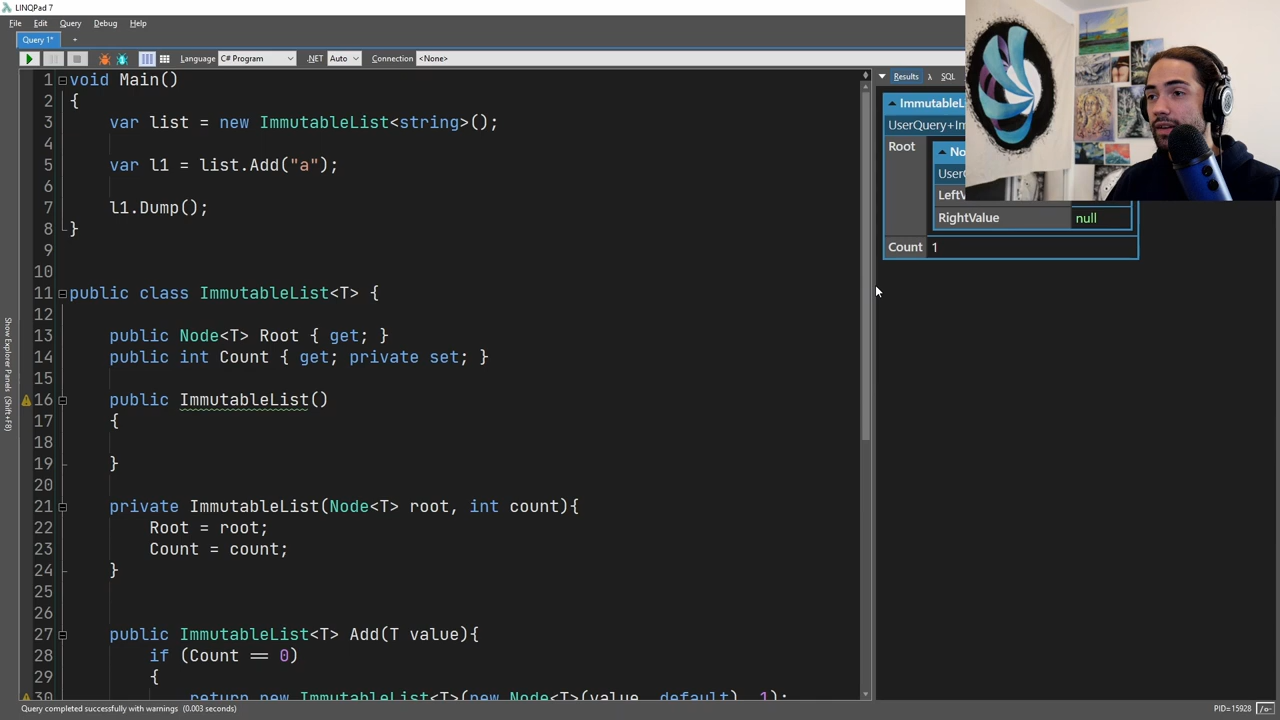 LINQPad 7
File Edit Query Debug Help
Query 1* +
Language C# Program .NET Auto Connection <None>
Results λ SQL
1 void Main()
2 {
3 var list = new ImmutableList<string>();
4
5 var l1 = list.Add("a");
6
7 l1.Dump();
8 }
9
10
11 public class ImmutableList<T> {
12
13 public Node<T> Root { get; }
14 public int Count { get; private set; }
15
16 public ImmutableList()
17 {
18
19 }
20
21 private ImmutableList(Node<T> root, int count){
22 Root = root;
23 Count = count;
24 }
25
26
27 public ImmutableList<T> Add(T value){
28 if (Count == 0)
29 {
30 return new ImmutableList<T>(new Node<T>(value, default), 1);
Show Explorer Panels (Shift+F8)
Root
RightValue null
Count 1
Query completed successfully with warnings (0.003 seconds)
PID=15928 /o-